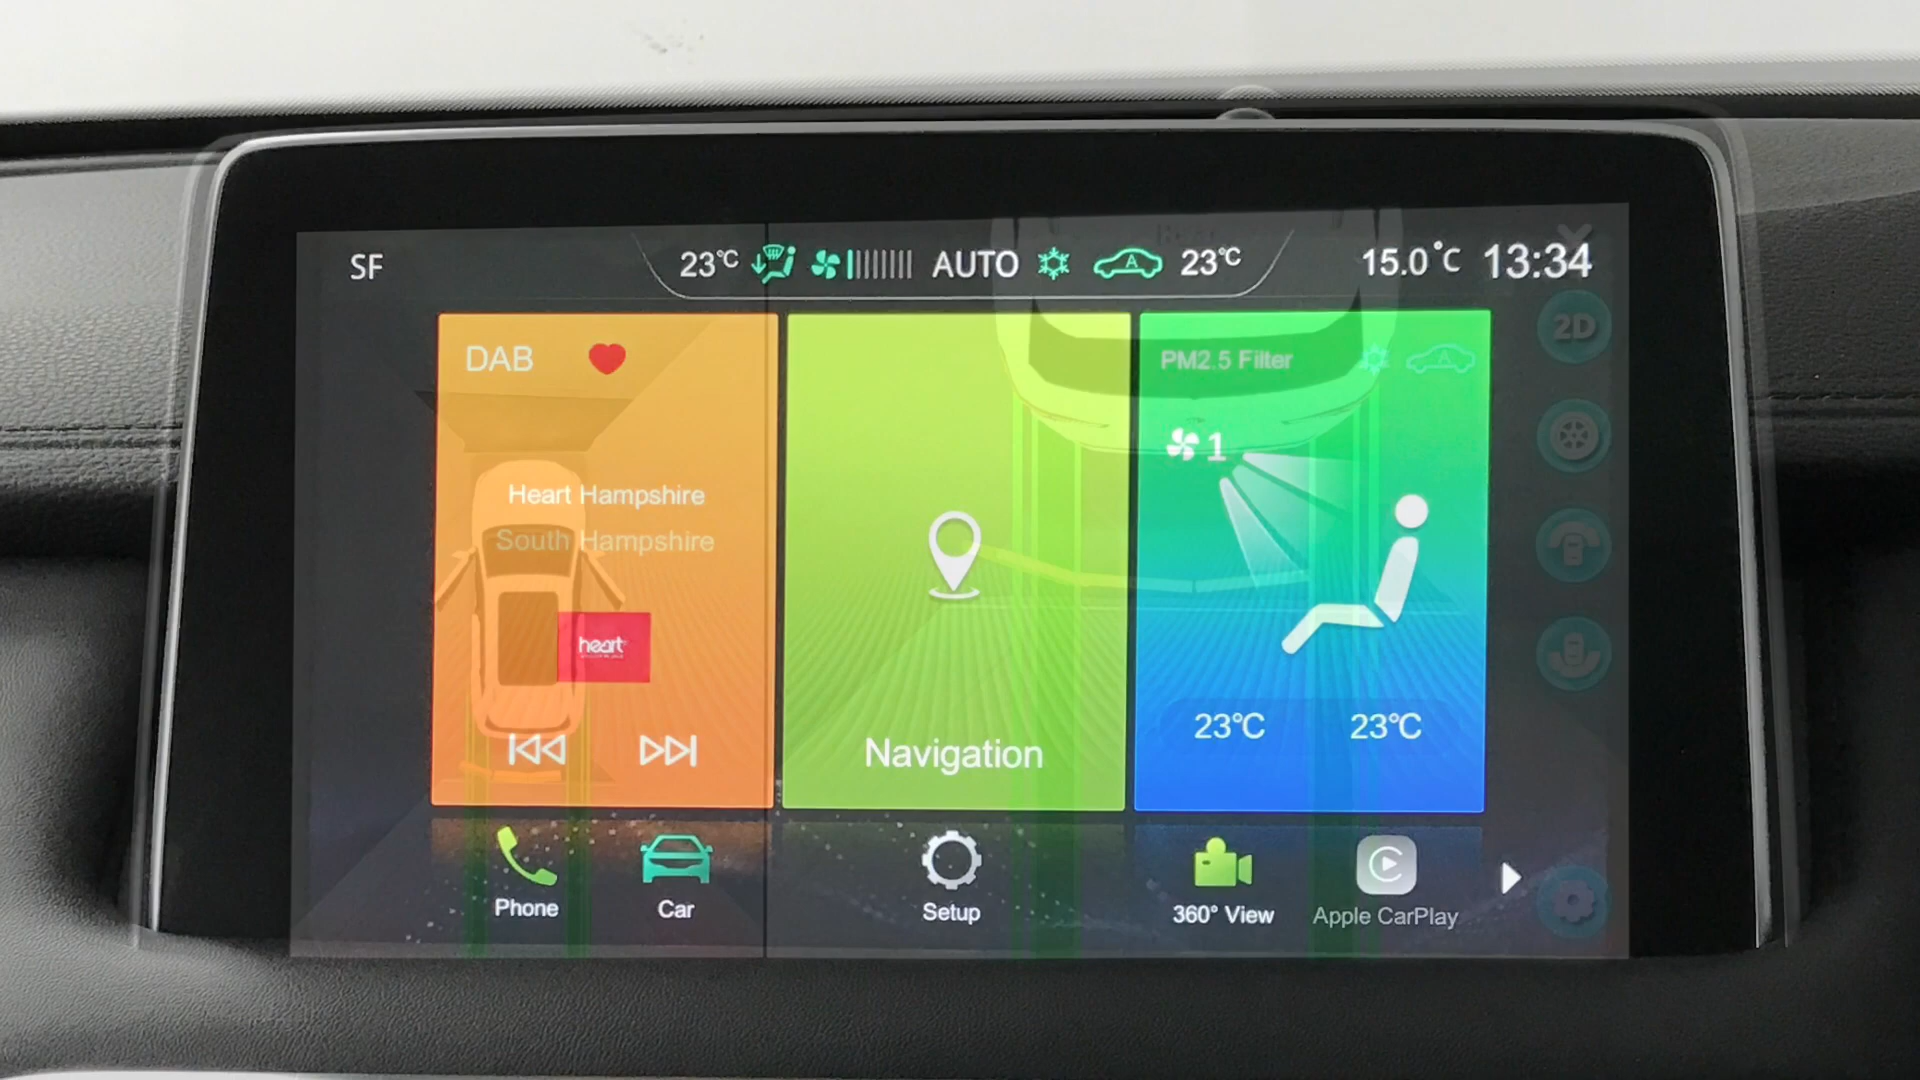 SF
23℃
AUTO
A
23℃
15.0°C 13:34
DAB
PM2.5 Filter
A
2D
1
Heart Hampshire
South Hampshire
heart
23℃
23℃
Navigation
Phone
Car
Setup
360° View
Apple CarPlay